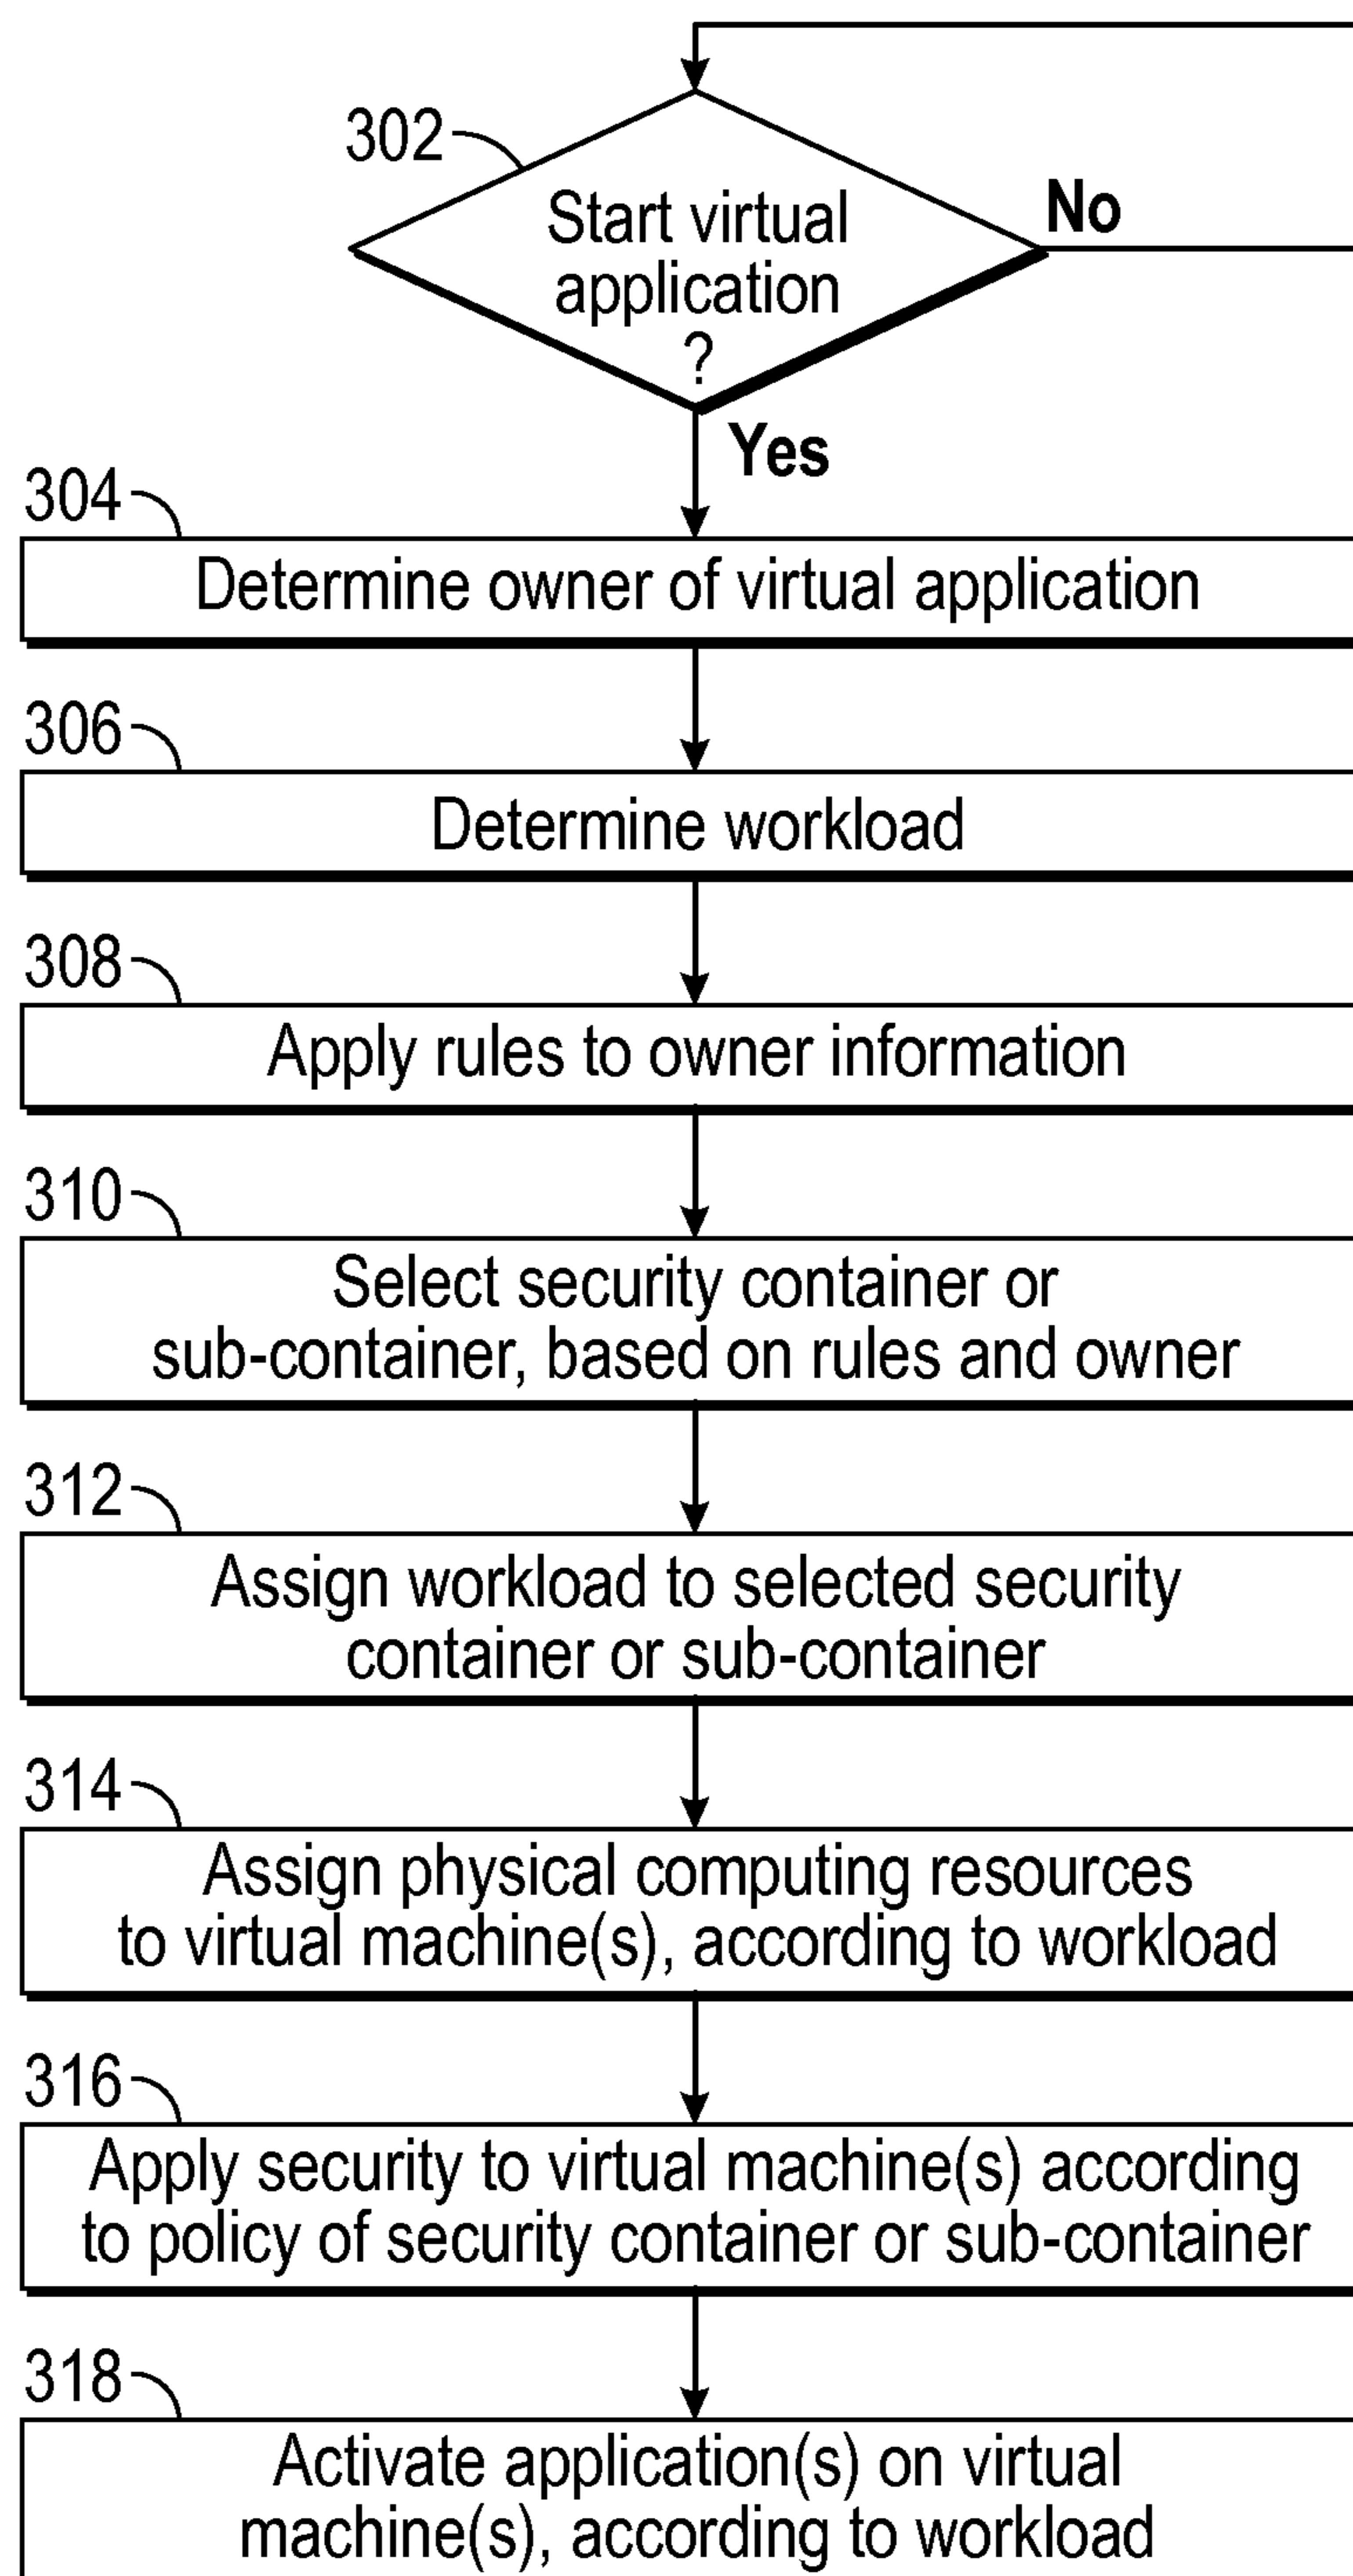 302
Start virtual
application
?
No
Yes
304
Determine owner of virtual application
306
Determine workload
308
Apply rules to owner information
310
Select security container or
sub-container, based on rules and owner
312
Assign workload to selected security
container or sub-container
314
Assign physical computing resources
to virtual machine(s), according to workload
316
Apply security to virtual machine(s) according
to policy of security container or sub-container
318
Activate application(s) on virtual
machine(s), according to workload